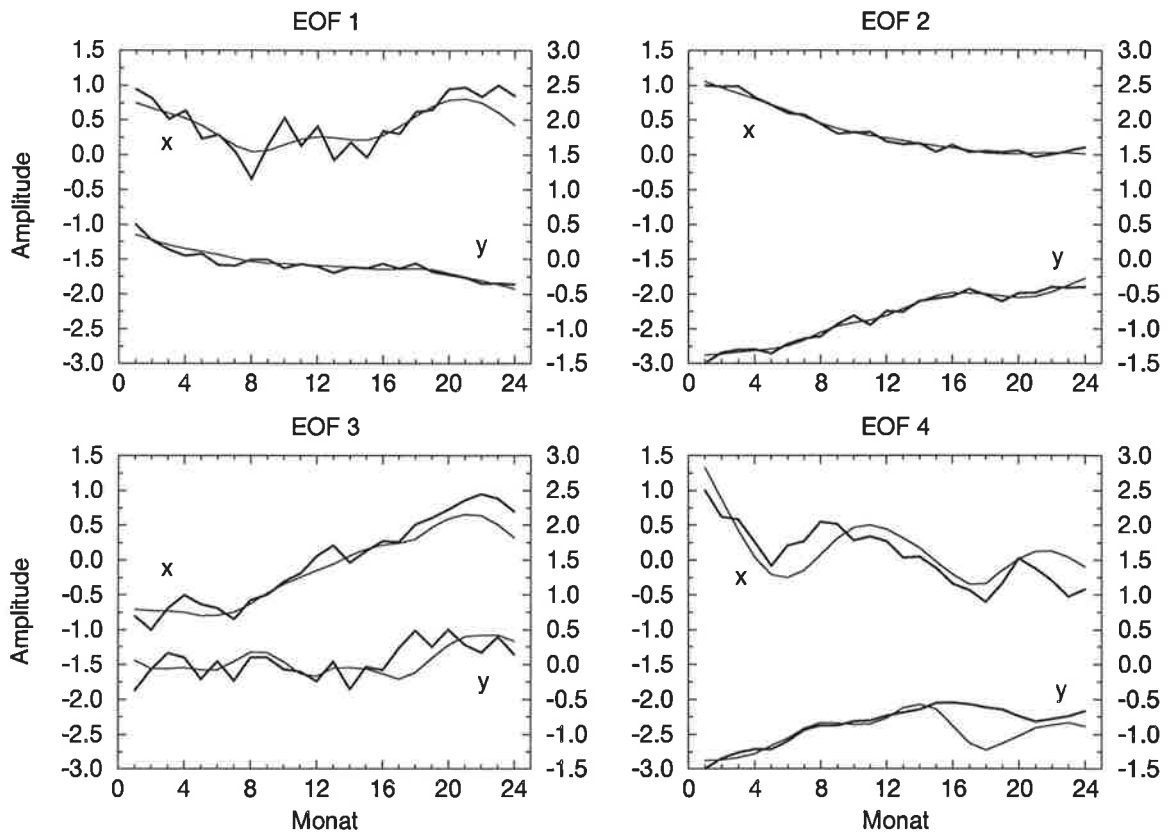 EOF 1
EOF 2
1.5 3.0 1.5 3.0
1.0 2.5 1.0 2.5
0.5 2.0 0.5 2.0
x x
0.0 1.5 0.0 1.5
-0.5 1.0 -0.5 1.0
Amplitude
-1.0 0.5 -1.0 0.5
y y
-1.5 0.0 -1.5 0.0
-2.0 -0.5 -2.0 -0.5
-2.5 -1.0 -2.5 -1.0
-3.0 -1.5 -3.0 -1.5
0 4 8 12 16 20 24 0 4 8 12 16 20 24
EOF 3
EOF 4
1.5 3.0 1.5 3.0
1.0 2.5 1.0 2.5
0.5 2.0 0.5 2.0
0.0 1.5 0.0 1.5
x x
-0.5 1.0 -0.5 1.0
Amplitude
-1.0 0.5 -1.0 0.5
-1.5 0.0 -1.5 0.0
y y
-2.0 -0.5 -2.0 -0.5
-2.5 -1.0 -2.5 -1.0
-3.0 -1.5 -3.0 -1.5
0 4 8 12 16 20 24 0 4 8 12 16 20 24
Monat Monat